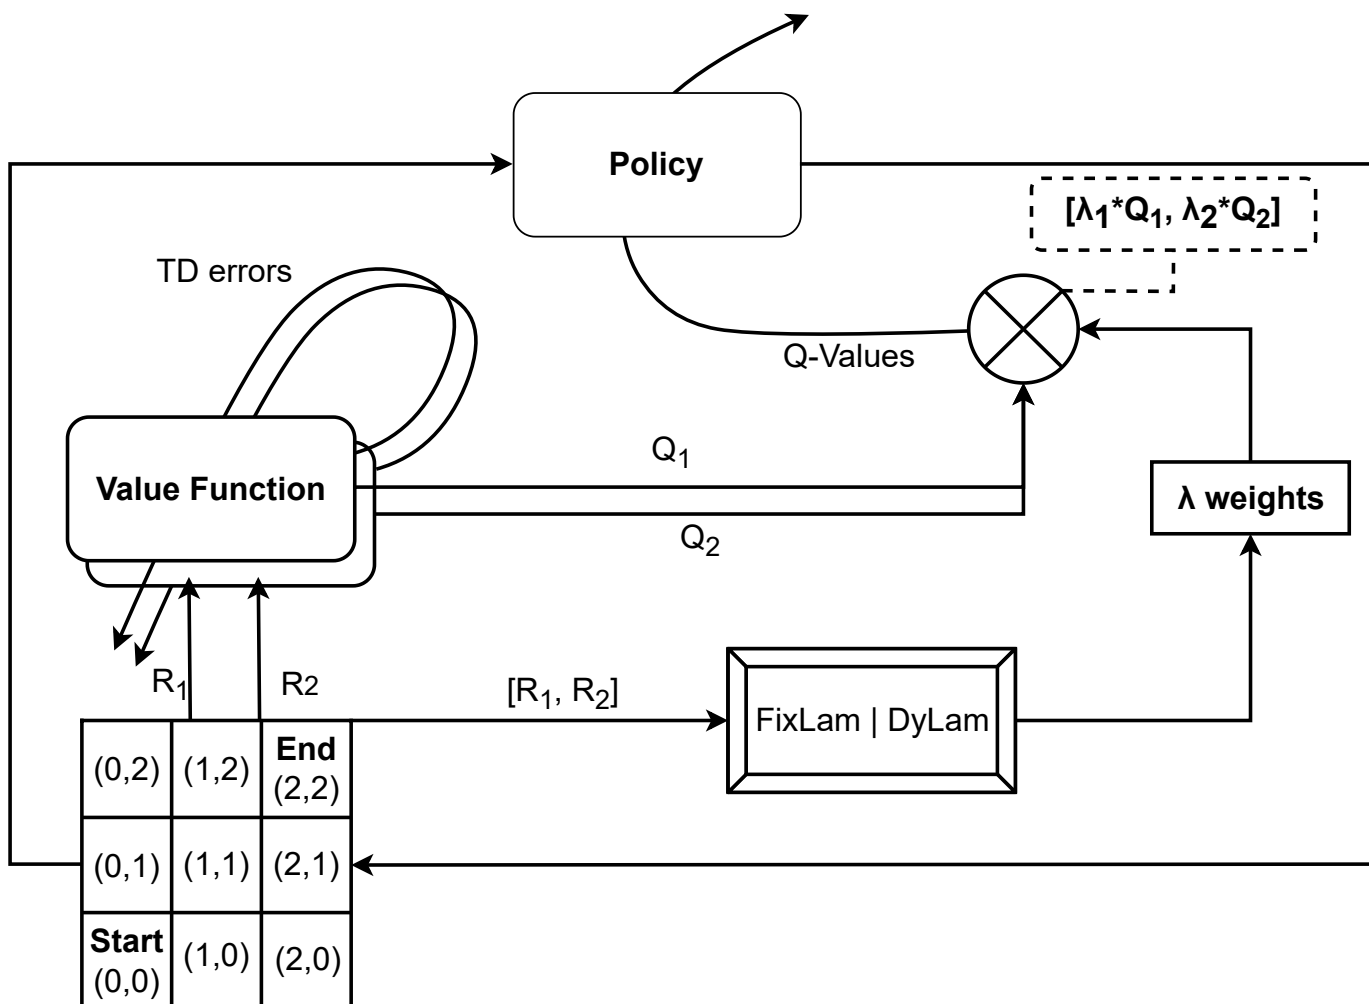 Policy
[λ₁*Q₁, λ₂*Q₂]
TD errors
Q-Values
Value Function
Q₁
Q₂
λ weights
R₁
R2
[R₁, R₂]
FixLam | DyLam
(0,2) (1,2) End
(2,2)
(0,1) (1,1) (2,1)
Start
(0,0) (1,0) (2,0)